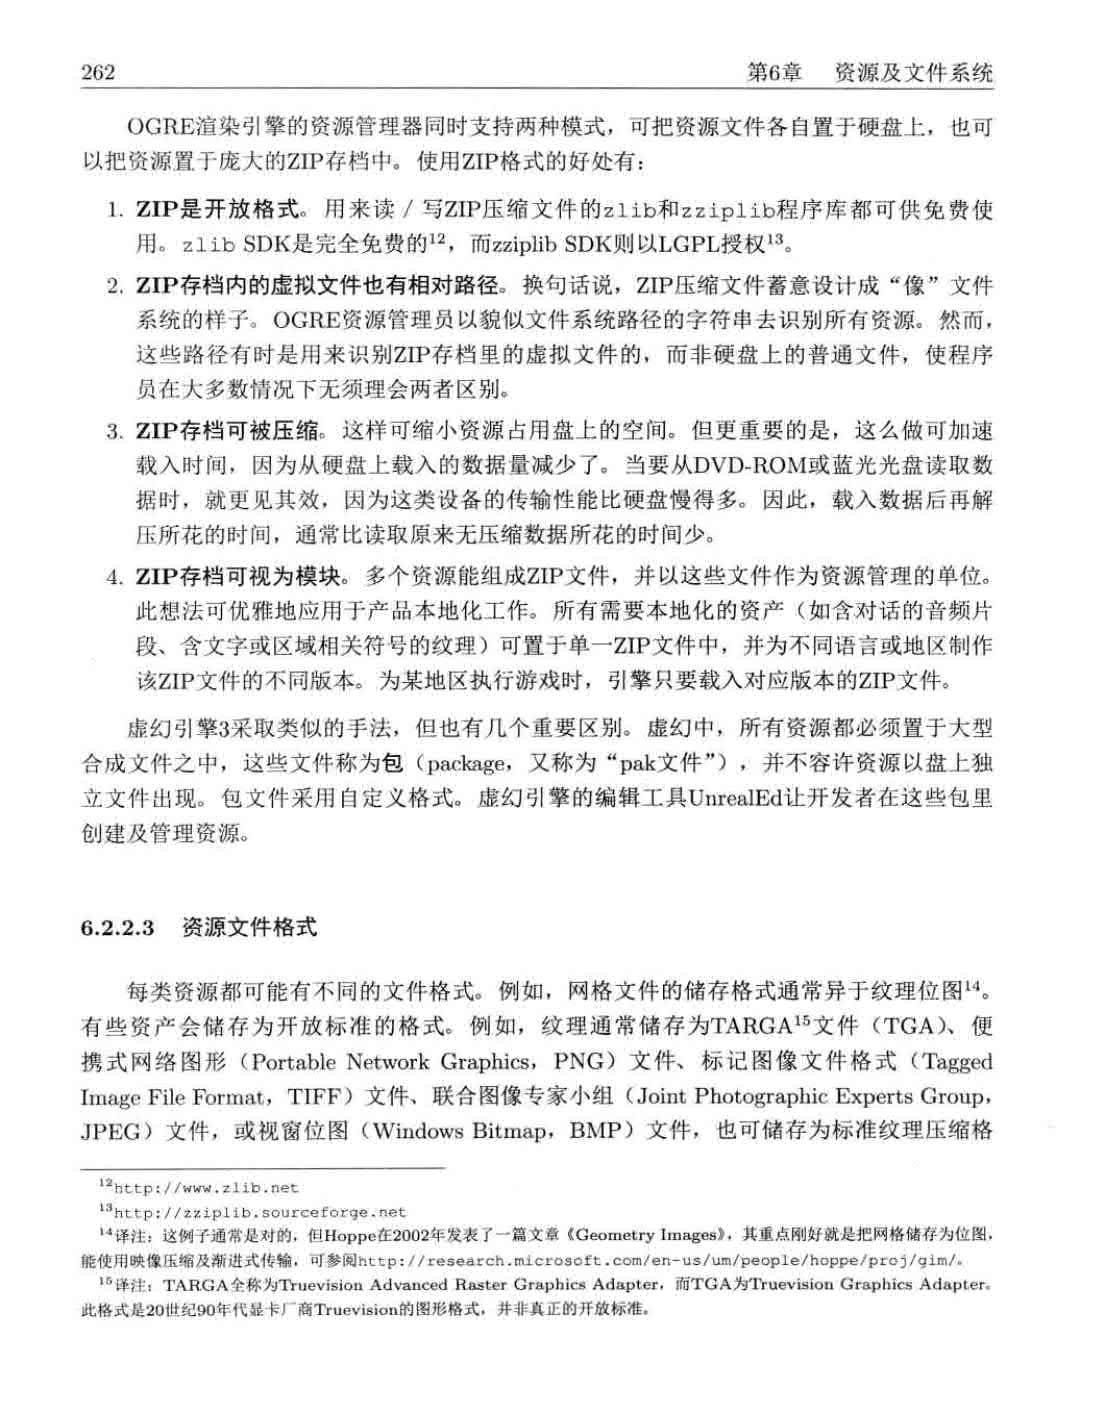 262
第6章 资源及文件系统
OGRE渲染引擎的资源管理器同时支持两种模式，可把资源文件各自置于硬盘上，也可
以把资源置于庞大的ZIP存档中。使用ZIP格式的好处有：
1. ZIP是开放格式。用来读／写ZIP压缩文件的zlib和zziplib程序库都可供免费使
用。zlib SDK是完全免费的12，而zziplib SDK则以LGPL授权13。
2. ZIP存档内的虚拟文件也有相对路径。换句话说，ZIP压缩文件蓄意设计成“像”文件
系统的样子。OGRE资源管理员以貌似文件系统路径的字符串去识别所有资源。然而，
这些路径有时是用来识别ZIP存档里的虚拟文件的，而非硬盘上的普通文件，使程序
员在大多数情况下无须理会两者区别。
3. ZIP存档可被压缩。这样可缩小资源占用盘上的空间。但更重要的是，这么做可加速
载入时间，因为从硬盘上载入的数据量减少了。当要从DVD-ROM或蓝光光盘读取数
据时，就更见其效，因为这类设备的传输性能比硬盘慢得多。因此，载入数据后再解
压所花的时间，通常比读取原来无压缩数据所花的时间少。
4. ZIP存档可视为模块。多个资源能组成ZIP文件，并以这些文件作为资源管理的单位。
此想法可优雅地应用于产品本地化工作。所有需要本地化的资产（如含对话的音频片
段、含文字或区域相关符号的纹理）可置于单一ZIP文件中，并为不同语言或地区制作
该ZIP文件的不同版本。为某地区执行游戏时，引擎只要载入对应版本的ZIP文件。
虚幻引擎3采取类似的手法，但也有几个重要区别。虚幻中，所有资源都必须置于大型
合成文件之中，这些文件称为包（package，又称为“pak文件”），并不容许资源以盘上独
立文件出现。包文件采用自定义格式。虚幻引擎的编辑工具UnrealEd让开发者在这些包里
创建及管理资源。
6.2.2.3 资源文件格式
每类资源都可能有不同的文件格式。例如，网格文件的储存格式通常异于纹理位图14。
有些资产会储存为开放标准的格式。例如，纹理通常储存为TARGA15文件（TGA）、便
携式网络图形（Portable Network Graphics，PNG）文件、标记图像文件格式（Tagged
Image File Format，TIFF）文件、联合图像专家小组（Joint Photographic Experts Group，
JPEG）文件，或视窗位图（Windows Bitmap，BMP）文件，也可储存为标准纹理压缩格
12http://www.zlib.net
13http://zziplib.sourceforge.net
14译注：这例子通常是对的，但Hoppe在2002年发表了一篇文章《Geometry Images》，其重点刚好就是把网格储存为位图，
能使用映像压缩及渐进式传输，可参阅http://research.microsoft.com/en-us/um/people/hoppe/proj/gim/。
15译注：TARGA全称为Truevision Advanced Raster Graphics Adapter，而TGA为Truevision Graphics Adapter。
此格式是20世纪90年代显卡厂商Truevision的图形格式，并非真正的开放标准。